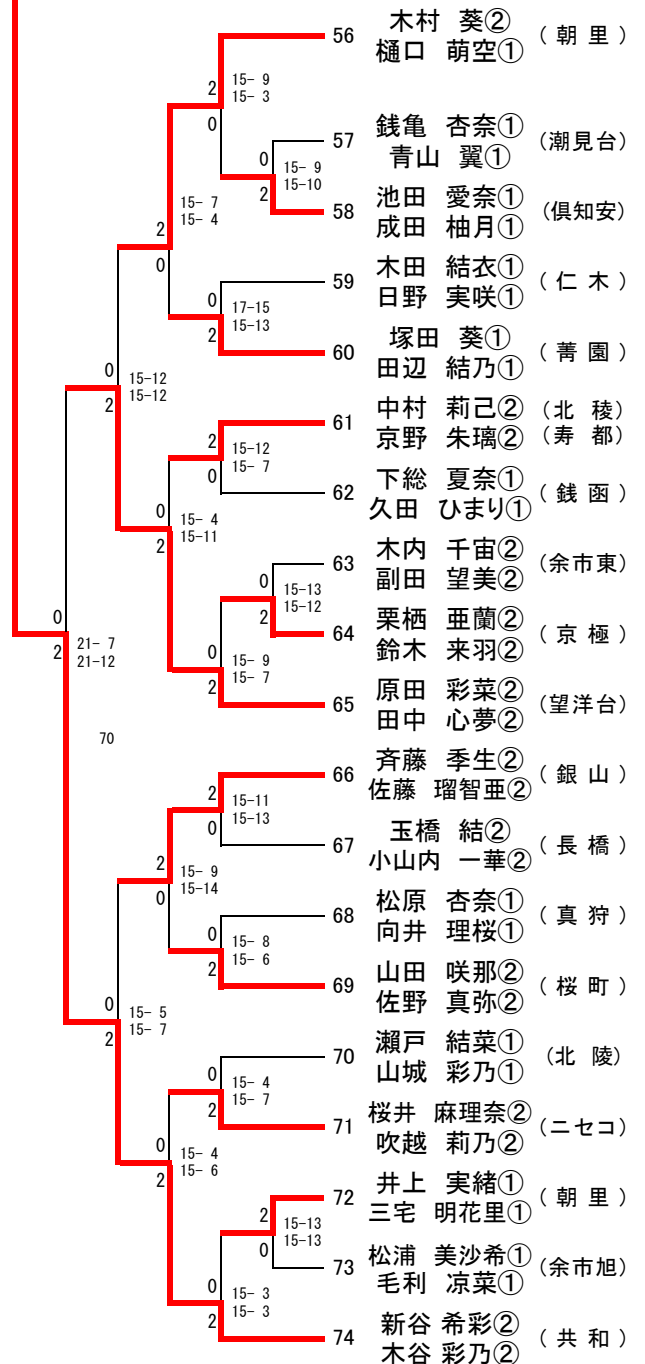 56 木村 葵② (朝里)
樋口 萌空①
2 15- 9
15- 3
0
57 銭亀 杏奈① (潮見台)
青山 翼①
0 15- 9
2 15-10
58 池田 愛奈① (倶知安)
成田 柚月①
2 15- 7
15- 4
0
59 木田 結衣① (仁木)
日野 実咲①
0 17-15
2 15-13
60 塚田 葵① (菁園)
田辺 結乃①
0 15-12
2 15-12
61 中村 莉己② (北稜)
京野 朱璃② (寿都)
2 15-12
0 15- 7
62 下総 夏奈① (銭函)
久田 ひまり①
0 15- 4
2 15-11
63 木内 千宙② (余市東)
副田 望美②
0 15-13
2 15-12
64 栗栖 亜蘭② (京極)
鈴木 来羽②
0 15- 9
2 15- 7
65 原田 彩菜② (望洋台)
田中 心夢②
0 21- 7
2 21-12
70
66 斉藤 季生② (銀山)
佐藤 瑠智亜②
2 15-11
0 15-13
67 玉橋 結② (長橋)
小山内 一華②
2 15- 9
0 15-14
68 松原 杏奈① (真狩)
向井 理桜①
0 15- 8
2 15- 6
69 山田 咲那② (桜町)
佐野 真弥②
0 15- 5
2 15- 7
70 瀬戸 結菜① (北陵)
山城 彩乃①
0 15- 4
2 15- 7
71 桜井 麻理奈② (ニセコ)
吹越 莉乃②
0 15- 4
2 15- 6
72 井上 実緒① (朝里)
三宅 明花里①
2 15-13
0 15-13
73 松浦 美沙希① (余市旭)
毛利 凉菜①
0 15- 3
2 15- 3
74 新谷 希彩② (共和)
木谷 彩乃②